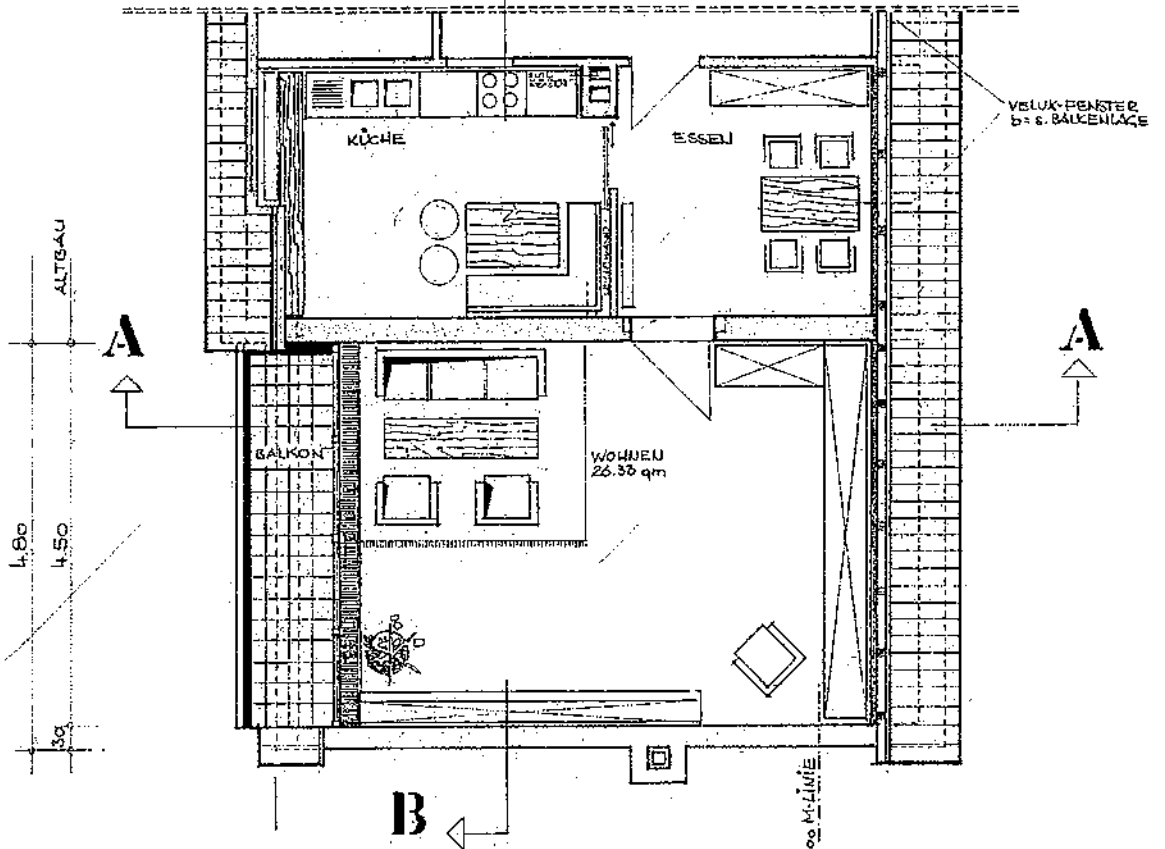 VELUX-FENSTER
b = s. BALKENLAGE
KÜCHE
ESSEN
ALTBAU
A
A
BALKON
WOHNEN
26.38 qm
4.80
4.50
30
M-LINIE
B